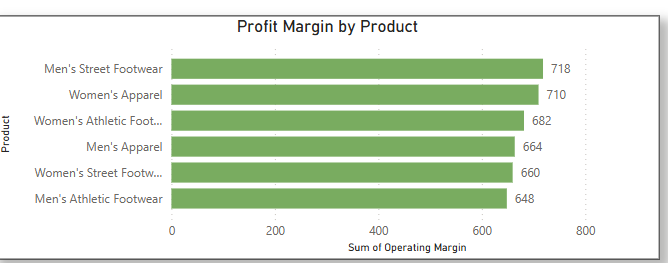 Profit Margin by Product
Product
Men's Street Footwear 718
Women's Apparel 710
Women's Athletic Foot... 682
Men's Apparel 664
Women's Street Footw... 660
Men's Athletic Footwear 648
0 200 400 600 800
Sum of Operating Margin